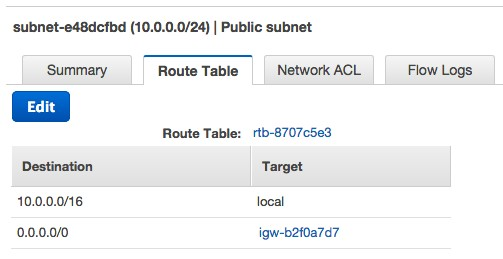 subnet-e48dcfbd (10.0.0.0/24) | Public subnet
Summary Route Table Network ACL Flow Logs
Edit
Route Table: rtb-8707c5e3
Destination Target
10.0.0.0/16 local
0.0.0.0/0 igw-b2f0a7d7